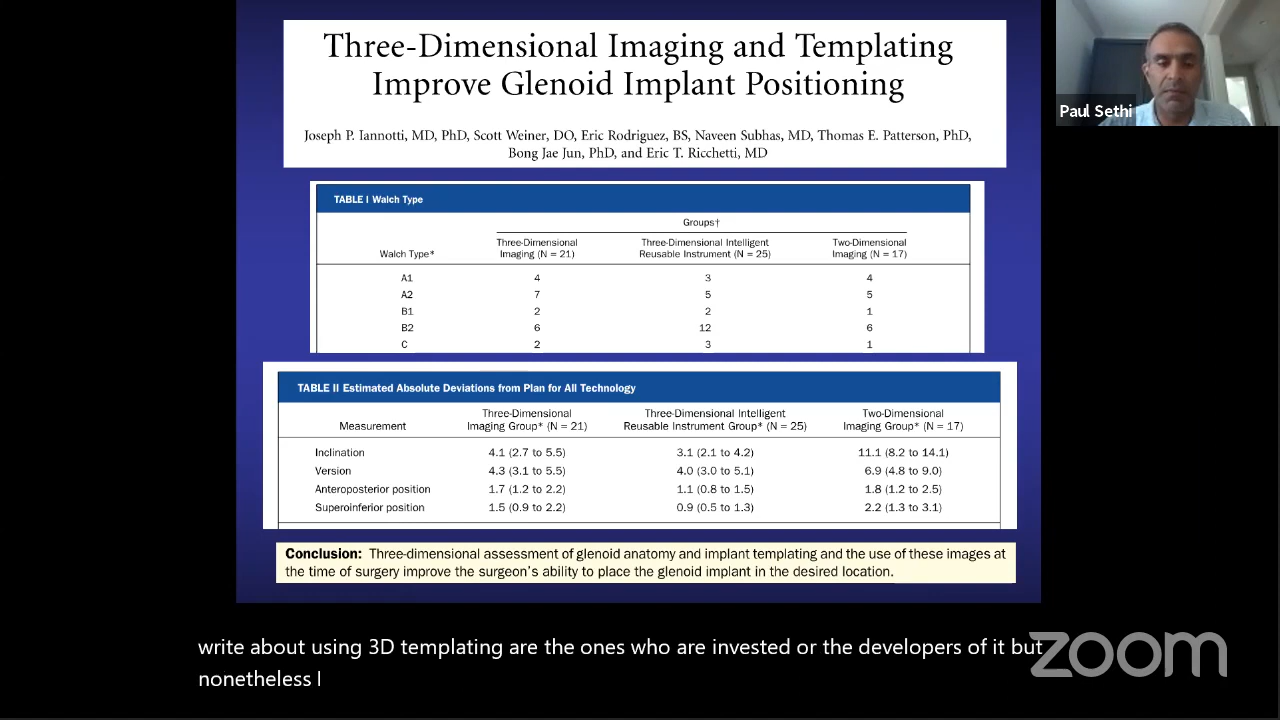 Three-Dimensional Imaging and Templating
Improve Glenoid Implant Positioning
Joseph P. Iannotti, MD, PhD, Scott Weiner, DO, Eric Rodriguez, BS, Naveen Subhas, MD, Thomas E. Patterson, PhD,
Bong Jae Jun, PhD, and Eric T. Ricchetti, MD
Paul Sethi
TABLE I Walch Type
Groups†
Walch Type* Three-Dimensional Imaging (N = 21) Three-Dimensional Intelligent Reusable Instrument (N = 25) Two-Dimensional Imaging (N = 17)
A1 4 3 4
A2 7 5 5
B1 2 2 1
B2 6 12 6
C 2 3 1
TABLE II Estimated Absolute Deviations from Plan for All Technology
Measurement Three-Dimensional Imaging Group* (N = 21) Three-Dimensional Intelligent Reusable Instrument Group* (N = 25) Two-Dimensional Imaging Group* (N = 17)
Inclination 4.1 (2.7 to 5.5) 3.1 (2.1 to 4.2) 11.1 (8.2 to 14.1)
Version 4.3 (3.1 to 5.5) 4.0 (3.0 to 5.1) 6.9 (4.8 to 9.0)
Anteroposterior position 1.7 (1.2 to 2.2) 1.1 (0.8 to 1.5) 1.8 (1.2 to 2.5)
Superoinferior position 1.5 (0.9 to 2.2) 0.9 (0.5 to 1.3) 2.2 (1.3 to 3.1)
Conclusion: Three-dimensional assessment of glenoid anatomy and implant templating and the use of these images at
the time of surgery improve the surgeon's ability to place the glenoid implant in the desired location.
write about using 3D templating are the ones who are invested or the developers of it but
nonetheless I
zoom